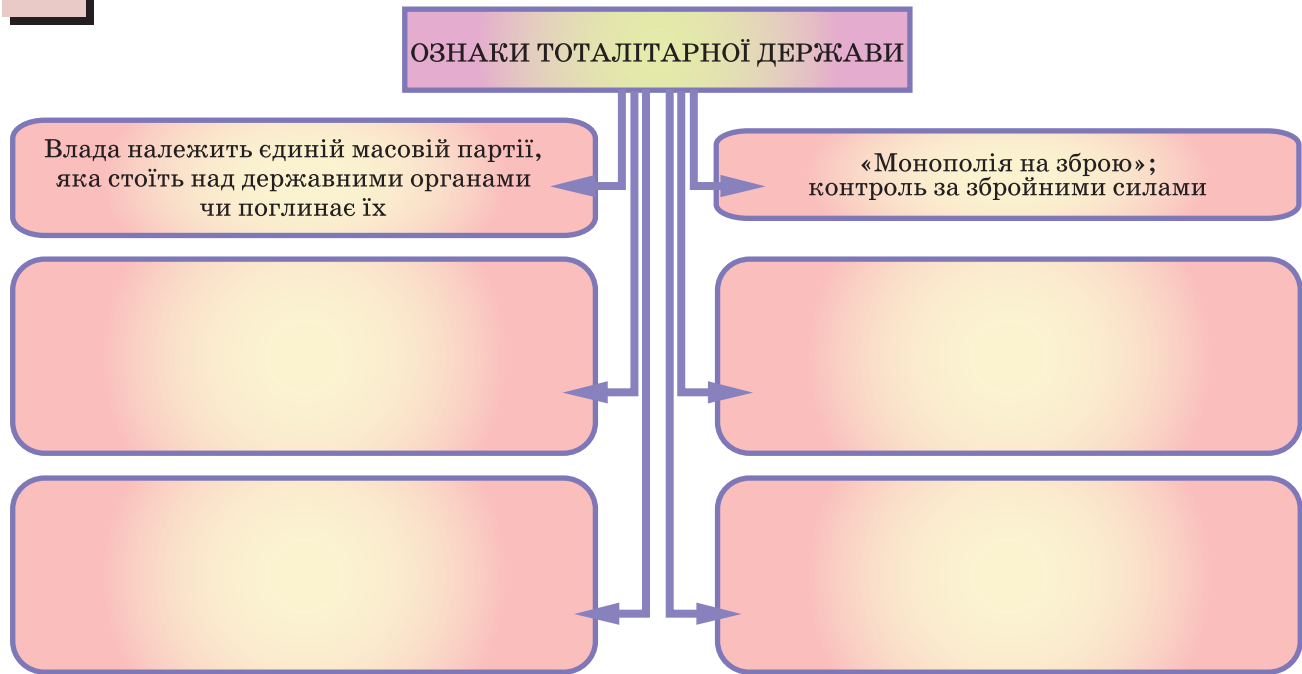 ОЗНАКИ ТОТАЛІТАРНОЇ ДЕРЖАВИ
Влада належить єдиній масовій партії,
яка стоїть над державними органами
чи поглинає їх
«Монополія на зброю»;
контроль за збройними силами